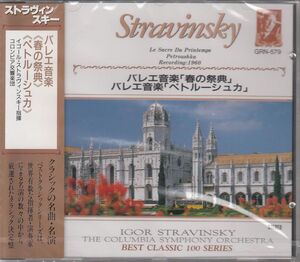 ストラヴィンスキー
バレエ音楽
《春の祭典》
《ペトルーシュカ》
イーゴル・ストラヴィンスキー指揮
コロンビア交響楽団
クラシックの名曲・名演
Stravinsky
Le Sacre Du Printemps
Petroushka
Recording:1960
GRN-579
バレエ音楽「春の祭典」
バレエ音楽「ペトルーシュカ」
IGOR STRAVINSKY
THE COLUMBIA SYMPHONY ORCHESTRA
BEST CLASSIC 100 SERIES